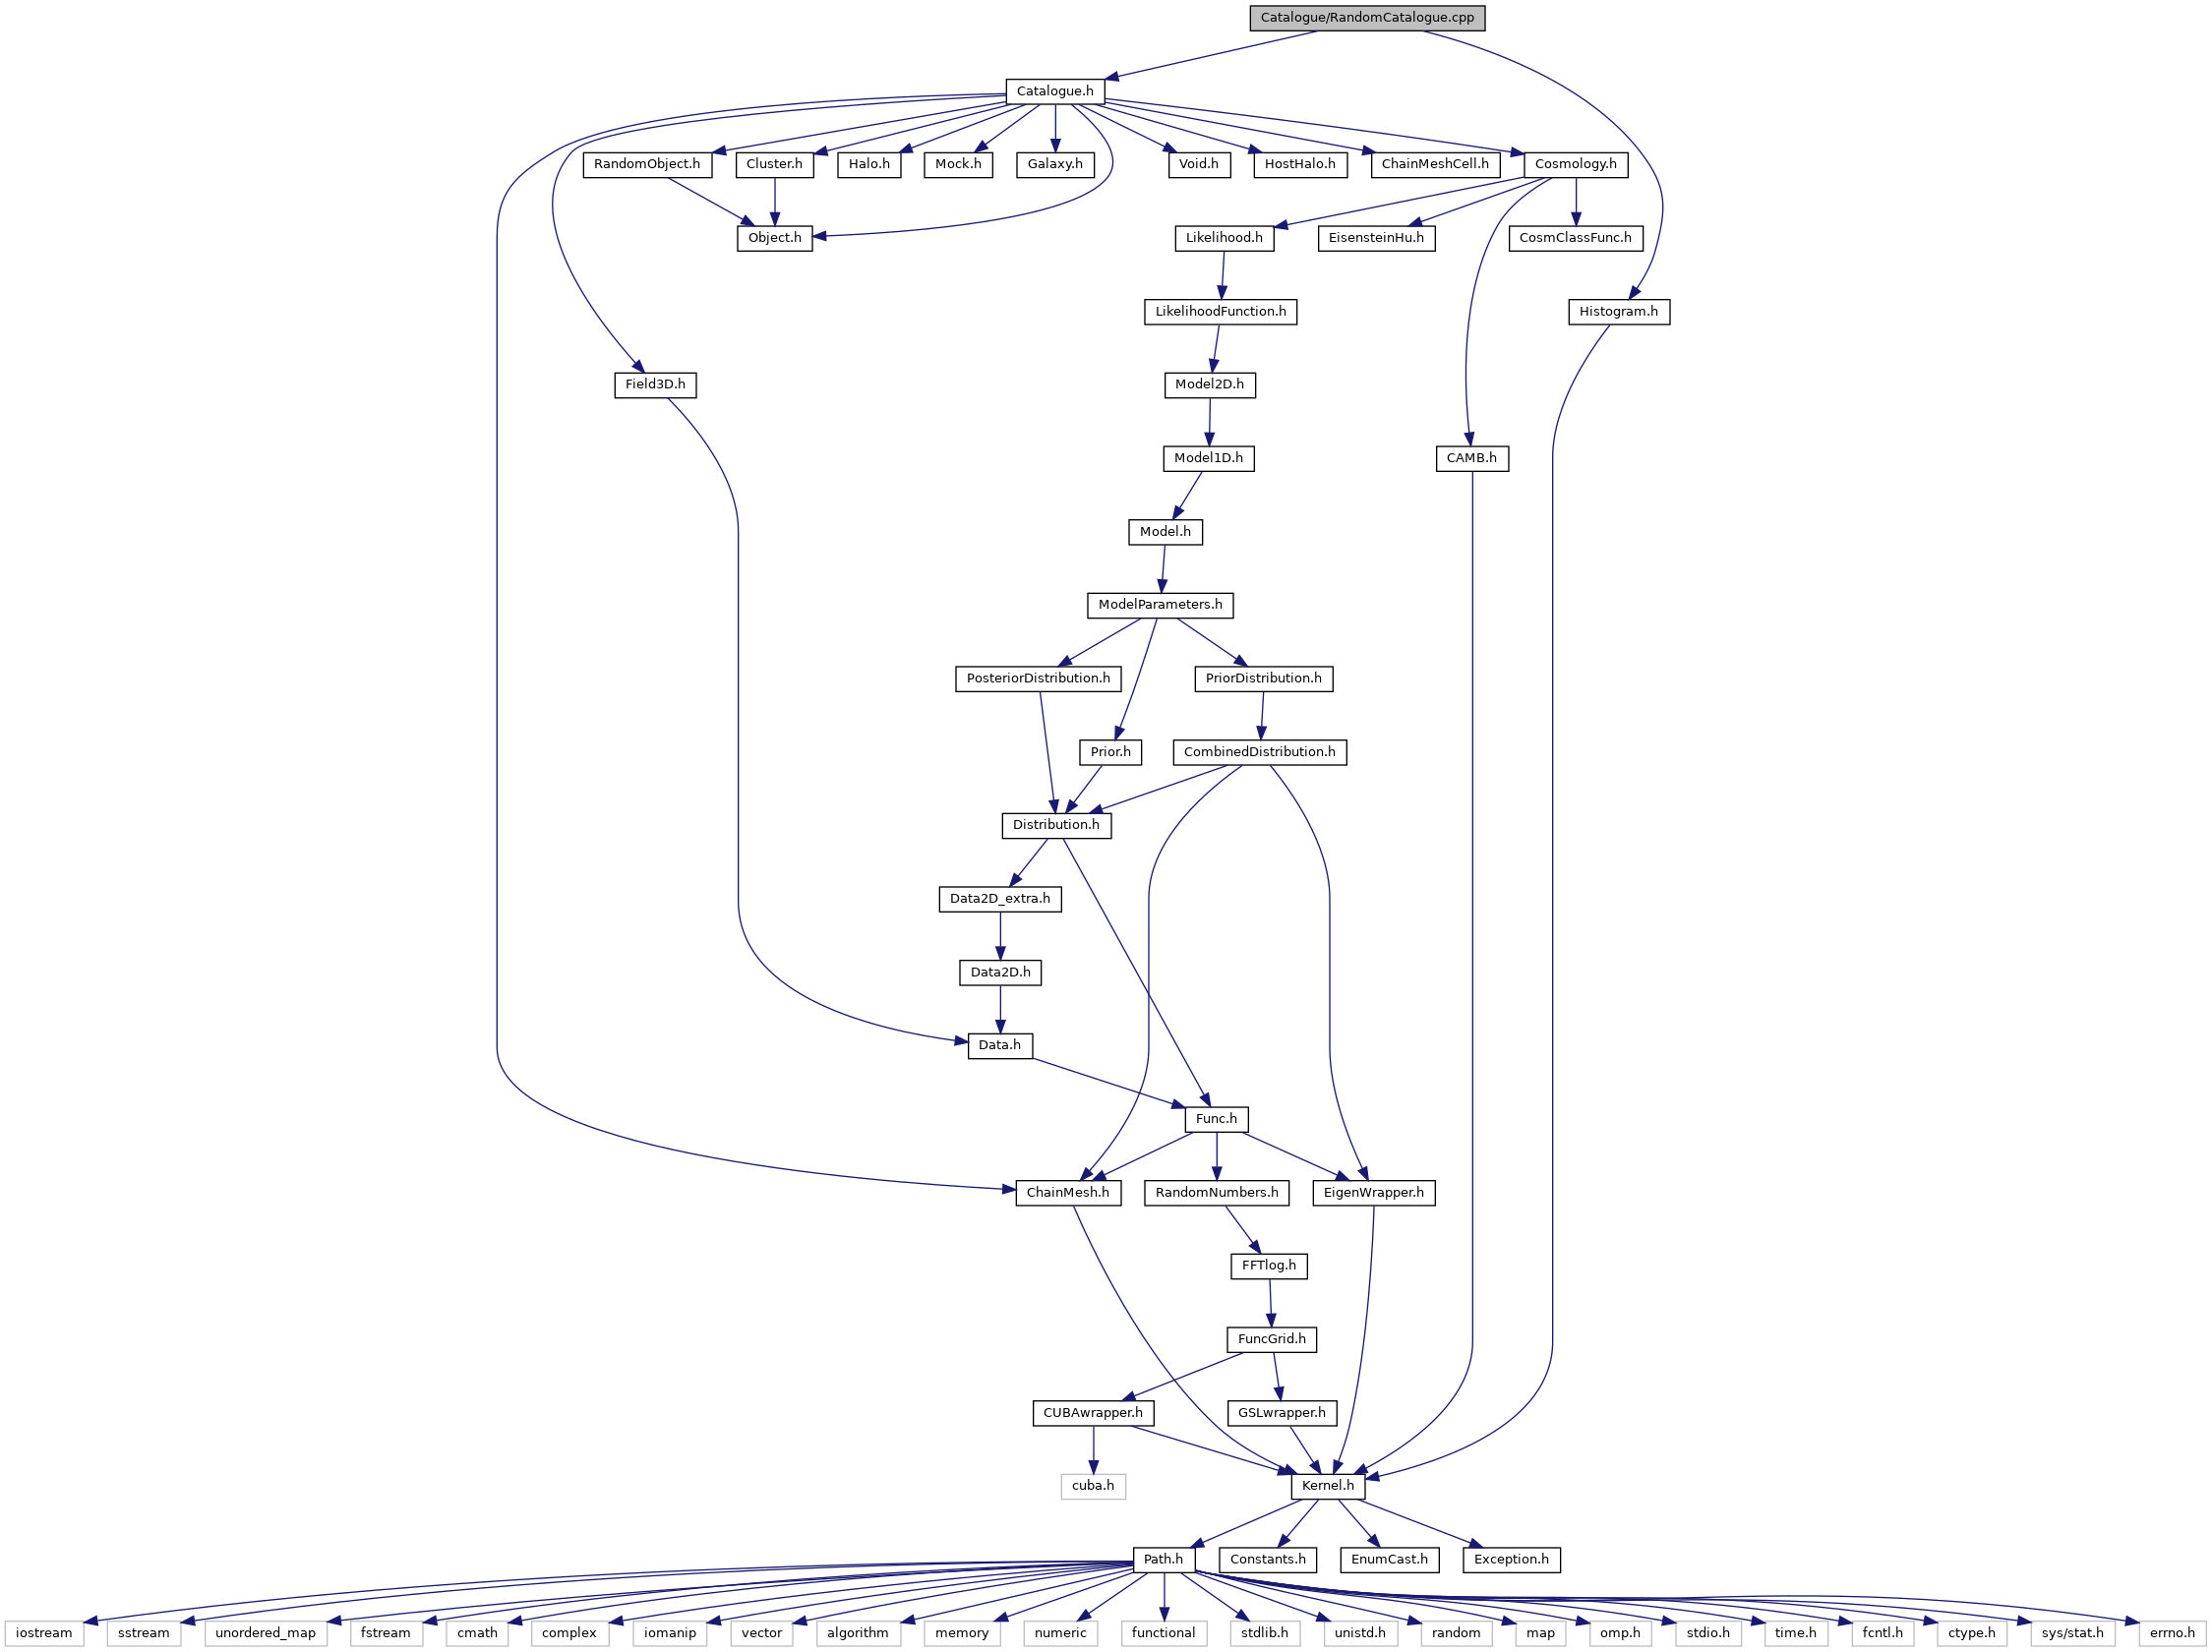 Catalogue/RandomCatalogue.cpp
Catalogue.h
RandomObject.h
Cluster.h
Halo.h
Mock.h
Galaxy.h
Void.h
HostHalo.h
ChainMeshCell.h
Cosmology.h
Object.h
Likelihood.h
EisensteinHu.h
CosmClassFunc.h
LikelihoodFunction.h
Histogram.h
Field3D.h
Model2D.h
Model1D.h
CAMB.h
Model.h
ModelParameters.h
PosteriorDistribution.h
PriorDistribution.h
Prior.h
CombinedDistribution.h
Distribution.h
Data2D_extra.h
Data2D.h
Data.h
Func.h
ChainMesh.h
RandomNumbers.h
EigenWrapper.h
FFTlog.h
FuncGrid.h
CUBAwrapper.h
GSLwrapper.h
cuba.h
Kernel.h
Path.h
Constants.h
EnumCast.h
Exception.h
iostream
sstream
unordered_map
fstream
cmath
complex
iomanip
vector
algorithm
memory
numeric
functional
stdlib.h
unistd.h
random
map
omp.h
stdio.h
time.h
fcntl.h
ctype.h
sys/stat.h
errno.h